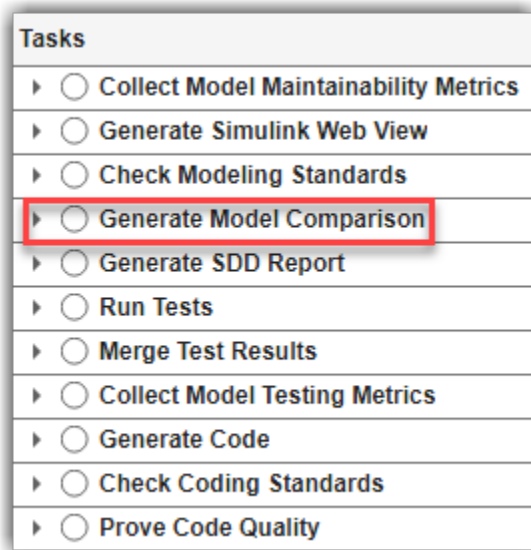 Tasks
Collect Model Maintainability Metrics
Generate Simulink Web View
Check Modeling Standards
Generate Model Comparison
Generate SDD Report
Run Tests
Merge Test Results
Collect Model Testing Metrics
Generate Code
Check Coding Standards
Prove Code Quality